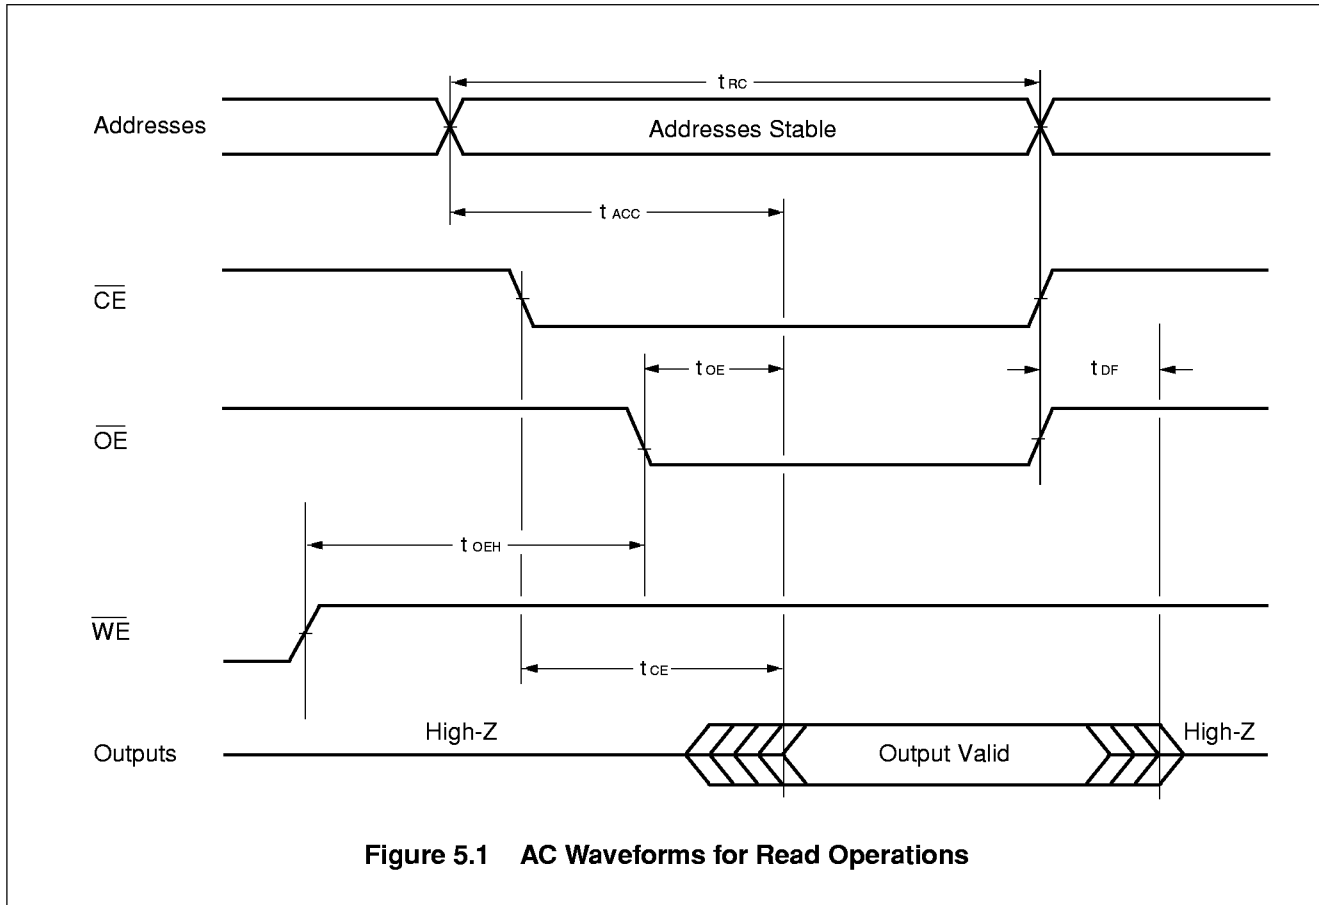 t RC
Addresses
Addresses Stable
t ACC
CE
t OE
t DF
OE
t OEH
WE
t CE
High-Z
High-Z
Outputs
Output Valid
Figure 5.1 AC Waveforms for Read Operations